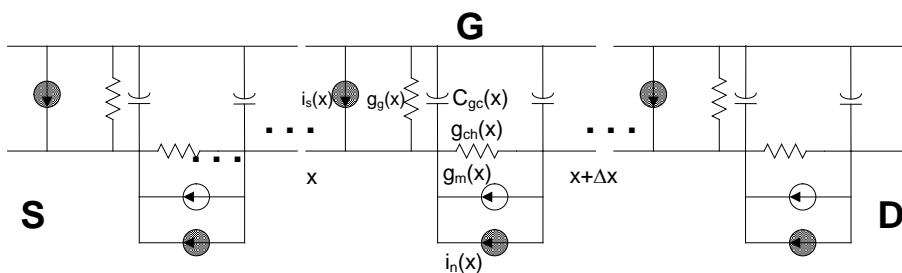 G
i_s(x) g_g(x) C_gc(x)
g_ch(x)
. . . . . . . . .
x g_m(x) x+Δx
S D
i_n(x)